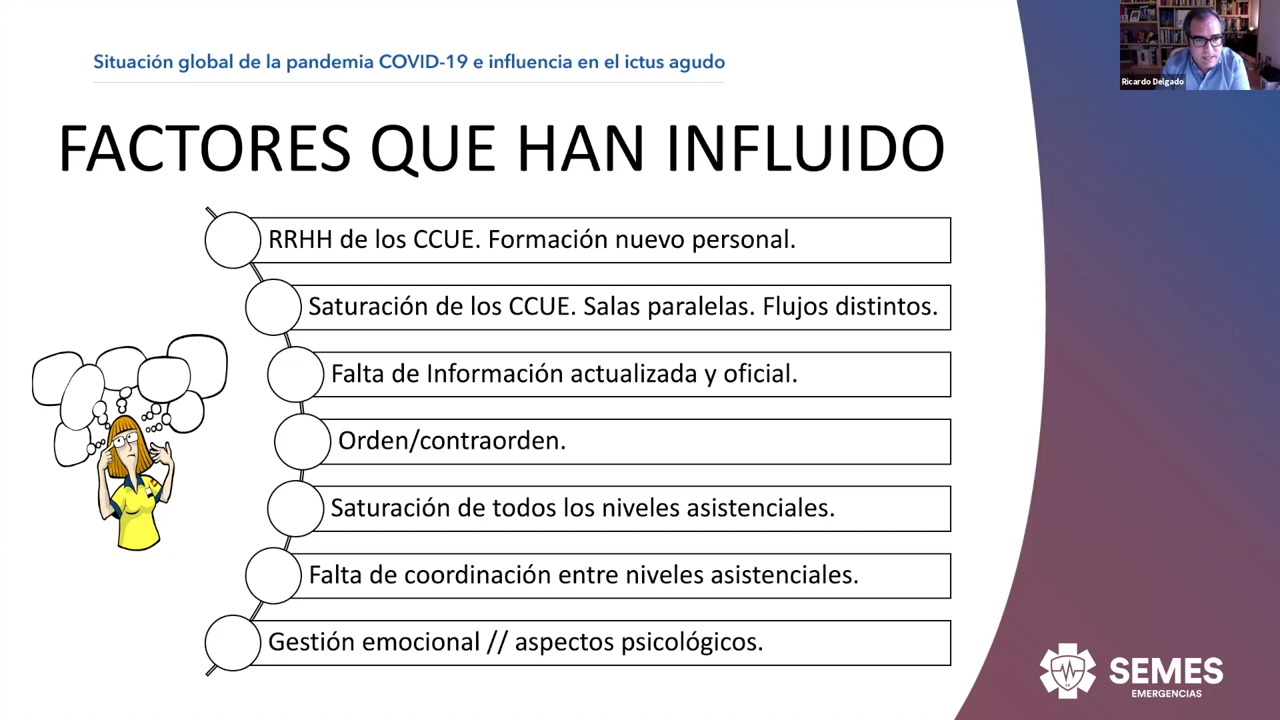 Situación global de la pandemia COVID-19 e influencia en el ictus agudo
Ricardo Delgado
FACTORES QUE HAN INFLUIDO
RRHH de los CCUE. Formación nuevo personal.
Saturación de los CCUE. Salas paralelas. Flujos distintos.
Falta de Información actualizada y oficial.
Orden/contraorden.
Saturación de todos los niveles asistenciales.
Falta de coordinación entre niveles asistenciales.
Gestión emocional // aspectos psicológicos.
SEMES
EMERGENCIAS